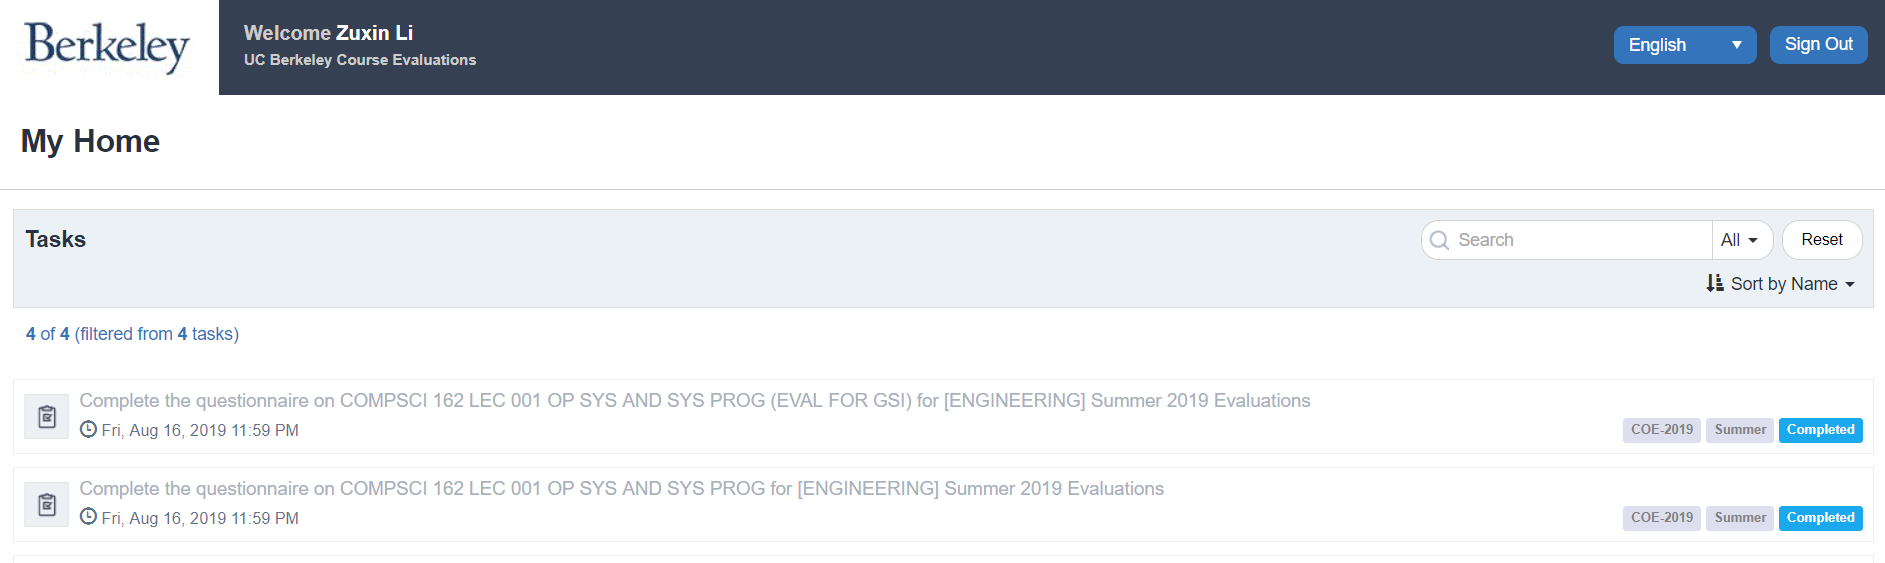 Berkeley
Welcome Zuxin Li
UC Berkeley Course Evaluations
English
Sign Out
My Home
Tasks
Search
All
Reset
Sort by Name
4 of 4 (filtered from 4 tasks)
Complete the questionnaire on COMPSCI 162 LEC 001 OP SYS AND SYS PROG (EVAL FOR GSI) for [ENGINEERING] Summer 2019 Evaluations
Fri, Aug 16, 2019 11:59 PM
COE-2019 Summer Completed
Complete the questionnaire on COMPSCI 162 LEC 001 OP SYS AND SYS PROG for [ENGINEERING] Summer 2019 Evaluations
Fri, Aug 16, 2019 11:59 PM
COE-2019 Summer Completed